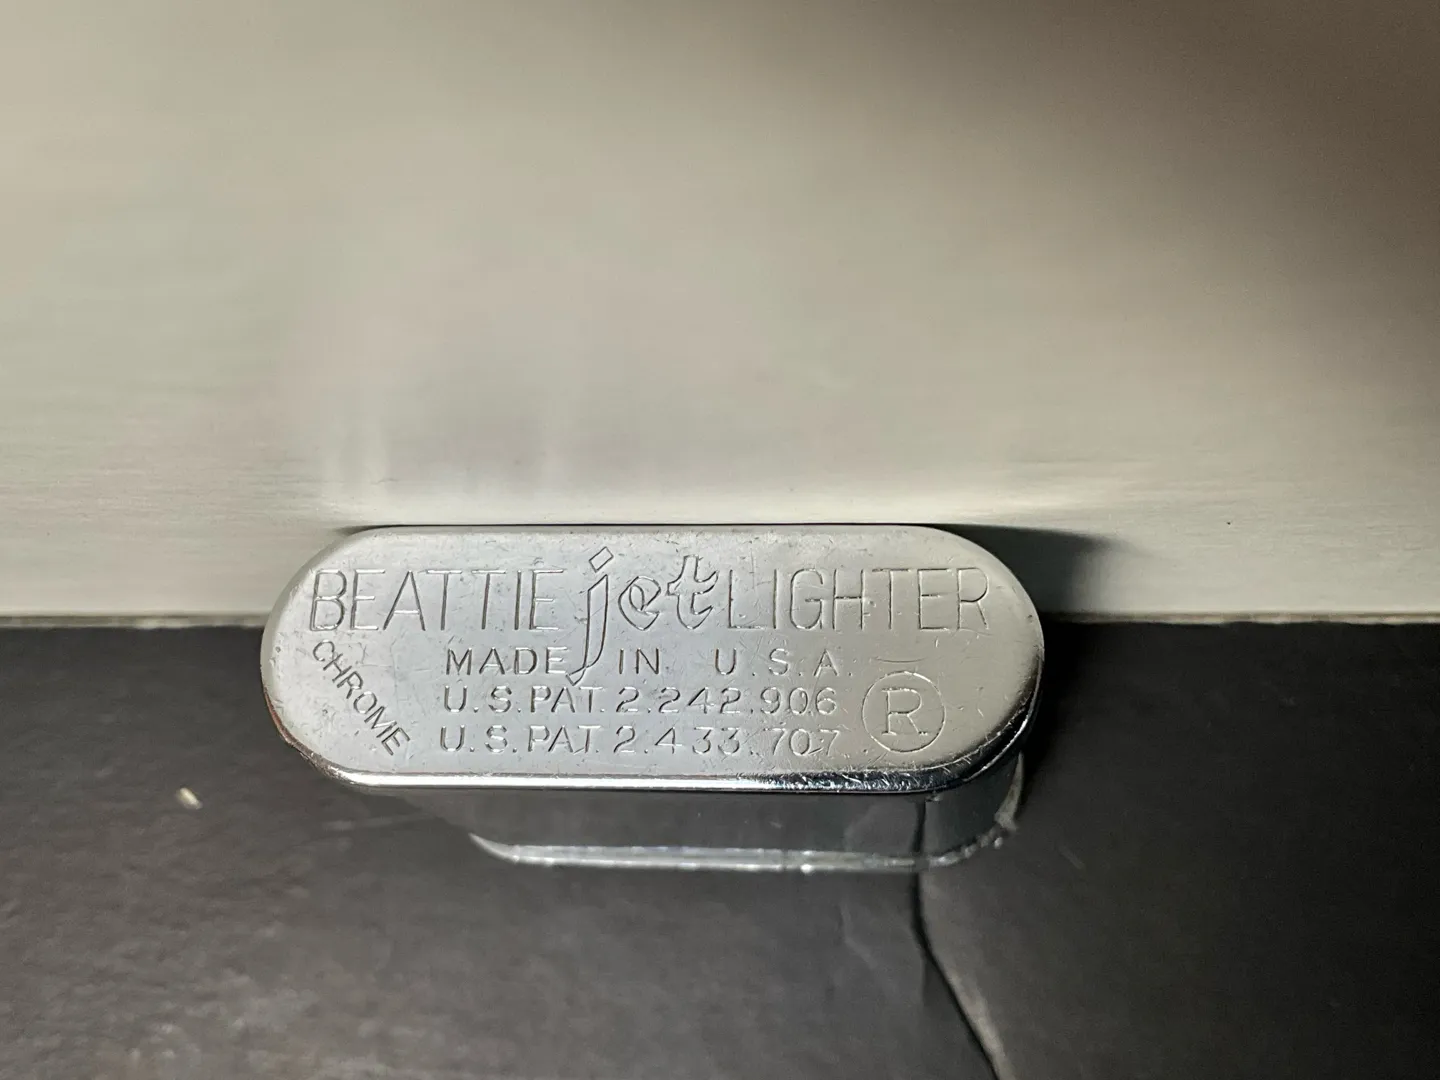 BEATTIE jet LIGHTER
MADE IN U.S.A.
U.S. PAT. 2.242.906
U.S. PAT. 2.433.707
CHROME
R